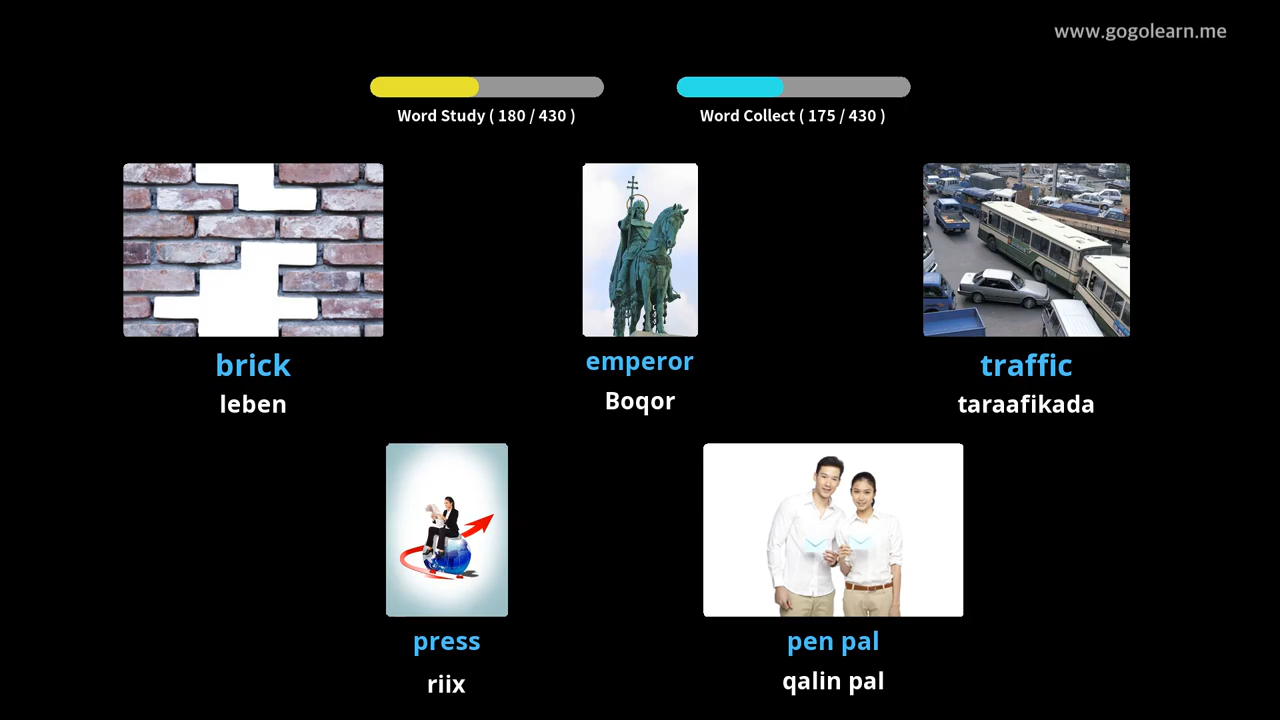 www.gogolearn.me
Word Study ( 180 / 430 )
Word Collect ( 175 / 430 )
brick
leben
emperor
Boqor
traffic
taraafikada
press
riix
pen pal
qalin pal